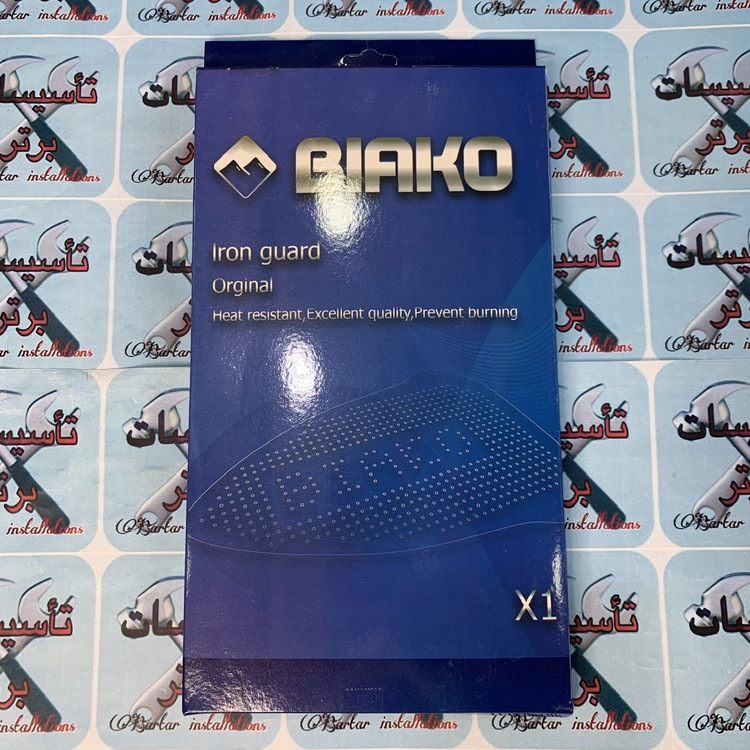 BIAKO
Iron guard
Orginal
Heat resistant,Excellent quality,Prevent burning
X1
تأسیسات
برتر
Bartar installations